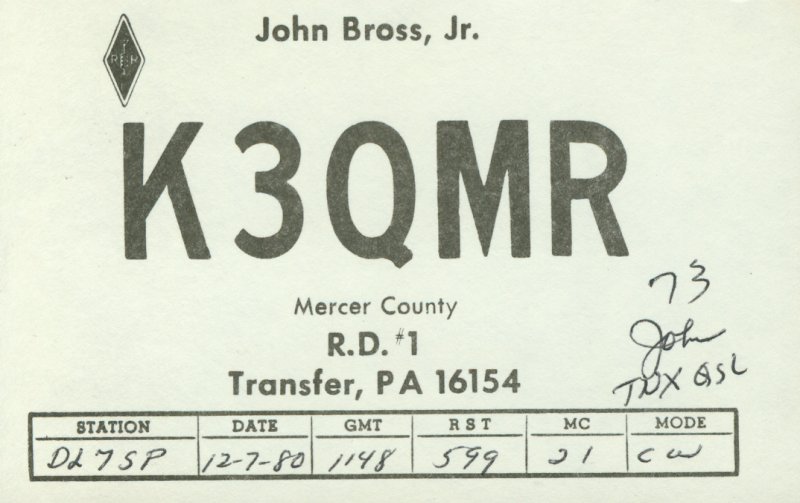 John Bross, Jr.
K3QMR
Mercer County
R.D. #1
Transfer, PA 16154
73
John
TNX QSL
STATION DATE GMT RST MC MODE
DL7SP 12-7-80 1148 599 21 CW